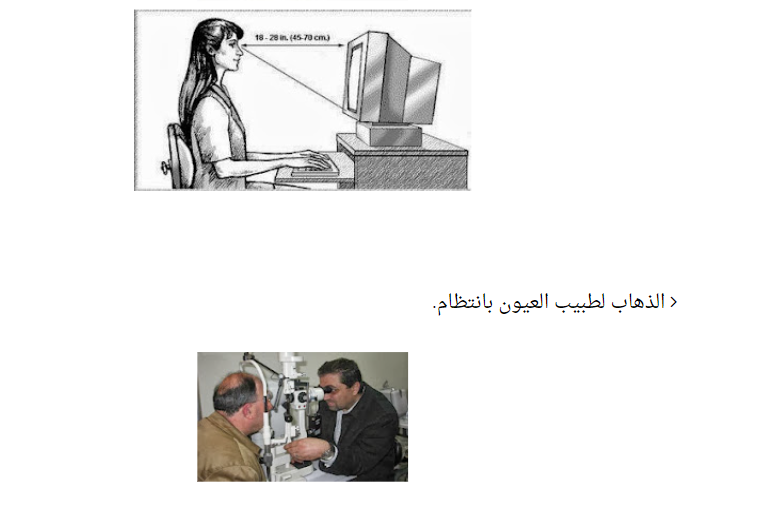 18 - 28 in. (45-70 cm.)
› الذهاب لطبيب العيون بانتظام.